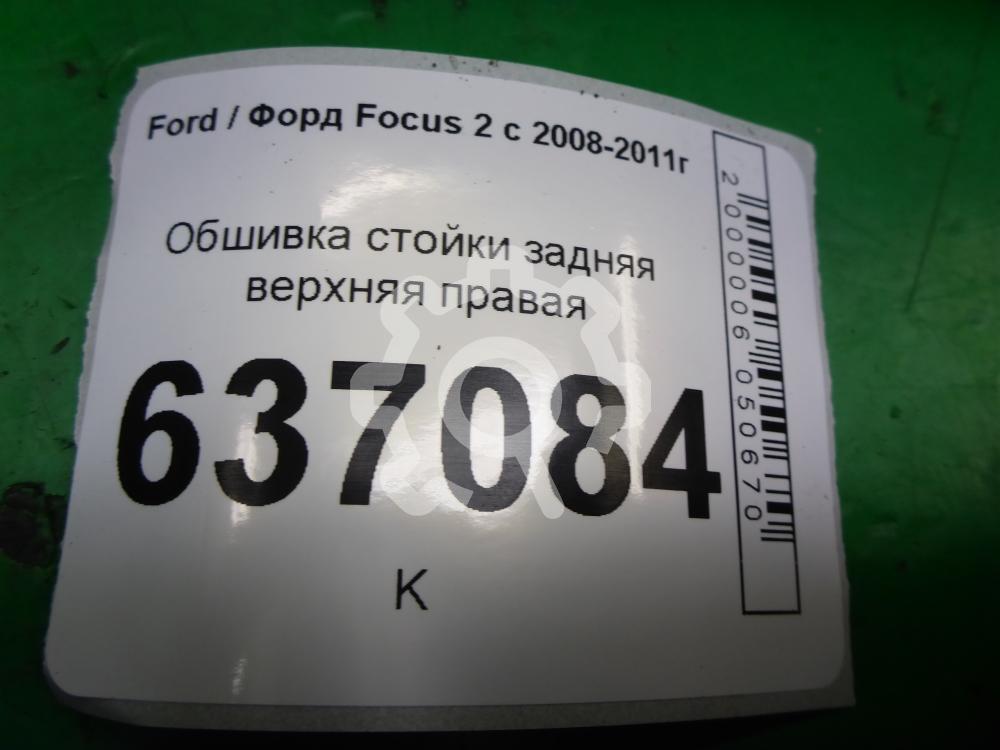 Ford / Форд Focus 2 с 2008-2011г
Обшивка стойки задняя
верхняя правая
637084
К
2000006050670